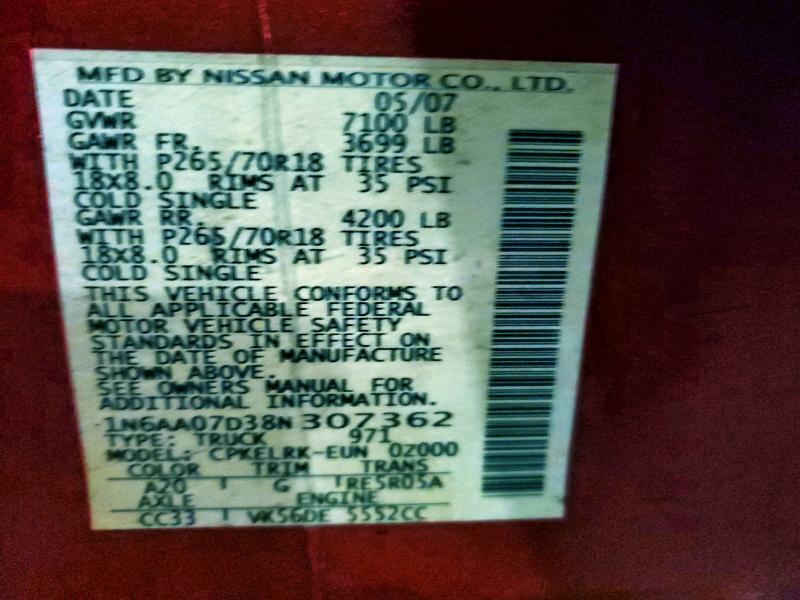 MFD BY NISSAN MOTOR CO., LTD.
DATE 05/07
GVWR 7100 LB
GAWR FR. 3699 LB
WITH P265/70R18 TIRES
18X8.0 RIMS AT 35 PSI
COLD SINGLE
GAWR RR. 4200 LB
WITH P265/70R18 TIRES
18X8.0 RIMS AT 35 PSI
COLD SINGLE
THIS VEHICLE CONFORMS TO
ALL APPLICABLE FEDERAL
MOTOR VEHICLE SAFETY
STANDARDS IN EFFECT ON
THE DATE OF MANUFACTURE
SHOWN ABOVE.
SEE OWNERS MANUAL FOR
ADDITIONAL INFORMATION.
1N6AA07D38N307362
TYPE: TRUCK 971
MODEL: CPKELRK-EUN 02000
COLOR TRIM TRANS
A20 G RE5R05A
AXLE ENGINE
CC33 VK56DE 5552CC